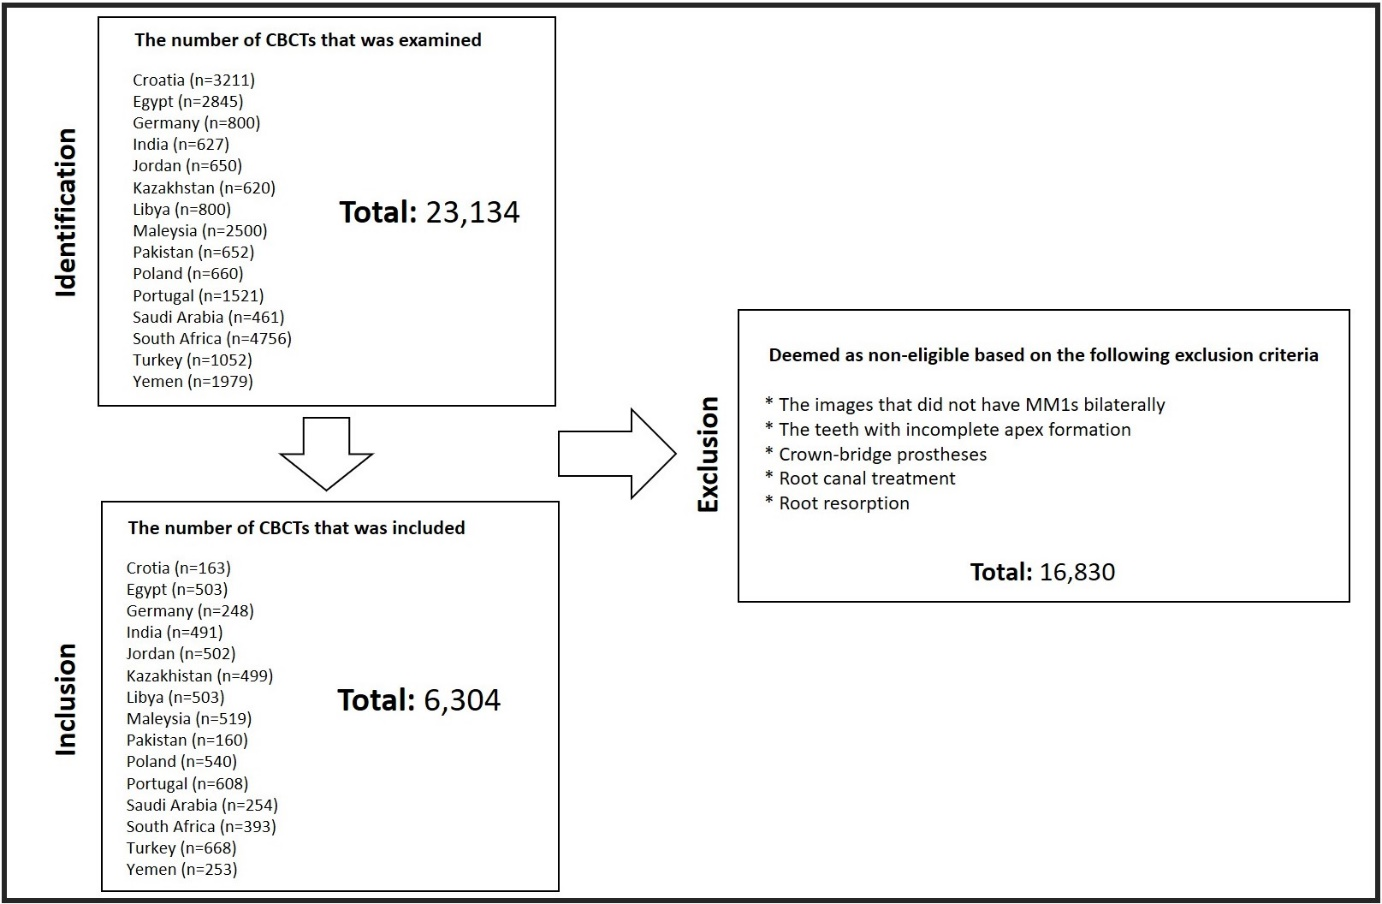 Identification
The number of CBCTs that was examined
Croatia (n=3211)
Egypt (n=2845)
Germany (n=800)
India (n=627)
Jordan (n=650)
Kazakhstan (n=620)
Libya (n=800)
Maleysia (n=2500)
Pakistan (n=652)
Poland (n=660)
Portugal (n=1521)
Saudi Arabia (n=461)
South Africa (n=4756)
Turkey (n=1052)
Yemen (n=1979)
Total: 23,134
Exclusion
Deemed as non-eligible based on the following exclusion criteria
* The images that did not have MM1s bilaterally
* The teeth with incomplete apex formation
* Crown-bridge prostheses
* Root canal treatment
* Root resorption
Total: 16,830
Inclusion
The number of CBCTs that was included
Crotia (n=163)
Egypt (n=503)
Germany (n=248)
India (n=491)
Jordan (n=502)
Kazakhistan (n=499)
Libya (n=503)
Maleysia (n=519)
Pakistan (n=160)
Poland (n=540)
Portugal (n=608)
Saudi Arabia (n=254)
South Africa (n=393)
Turkey (n=668)
Yemen (n=253)
Total: 6,304